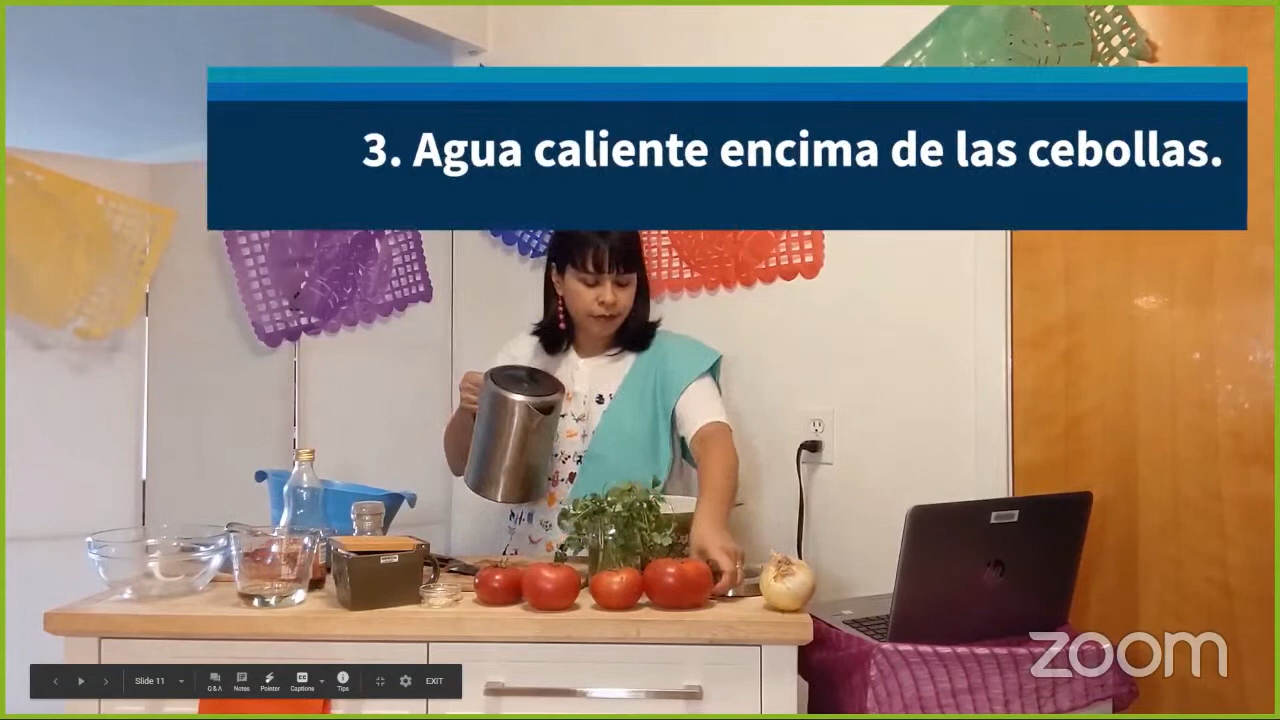 3. Agua caliente encima de las cebollas.
Slide 11
Q & A
Notes
Pointer
Captions
Tips
EXIT
zoom